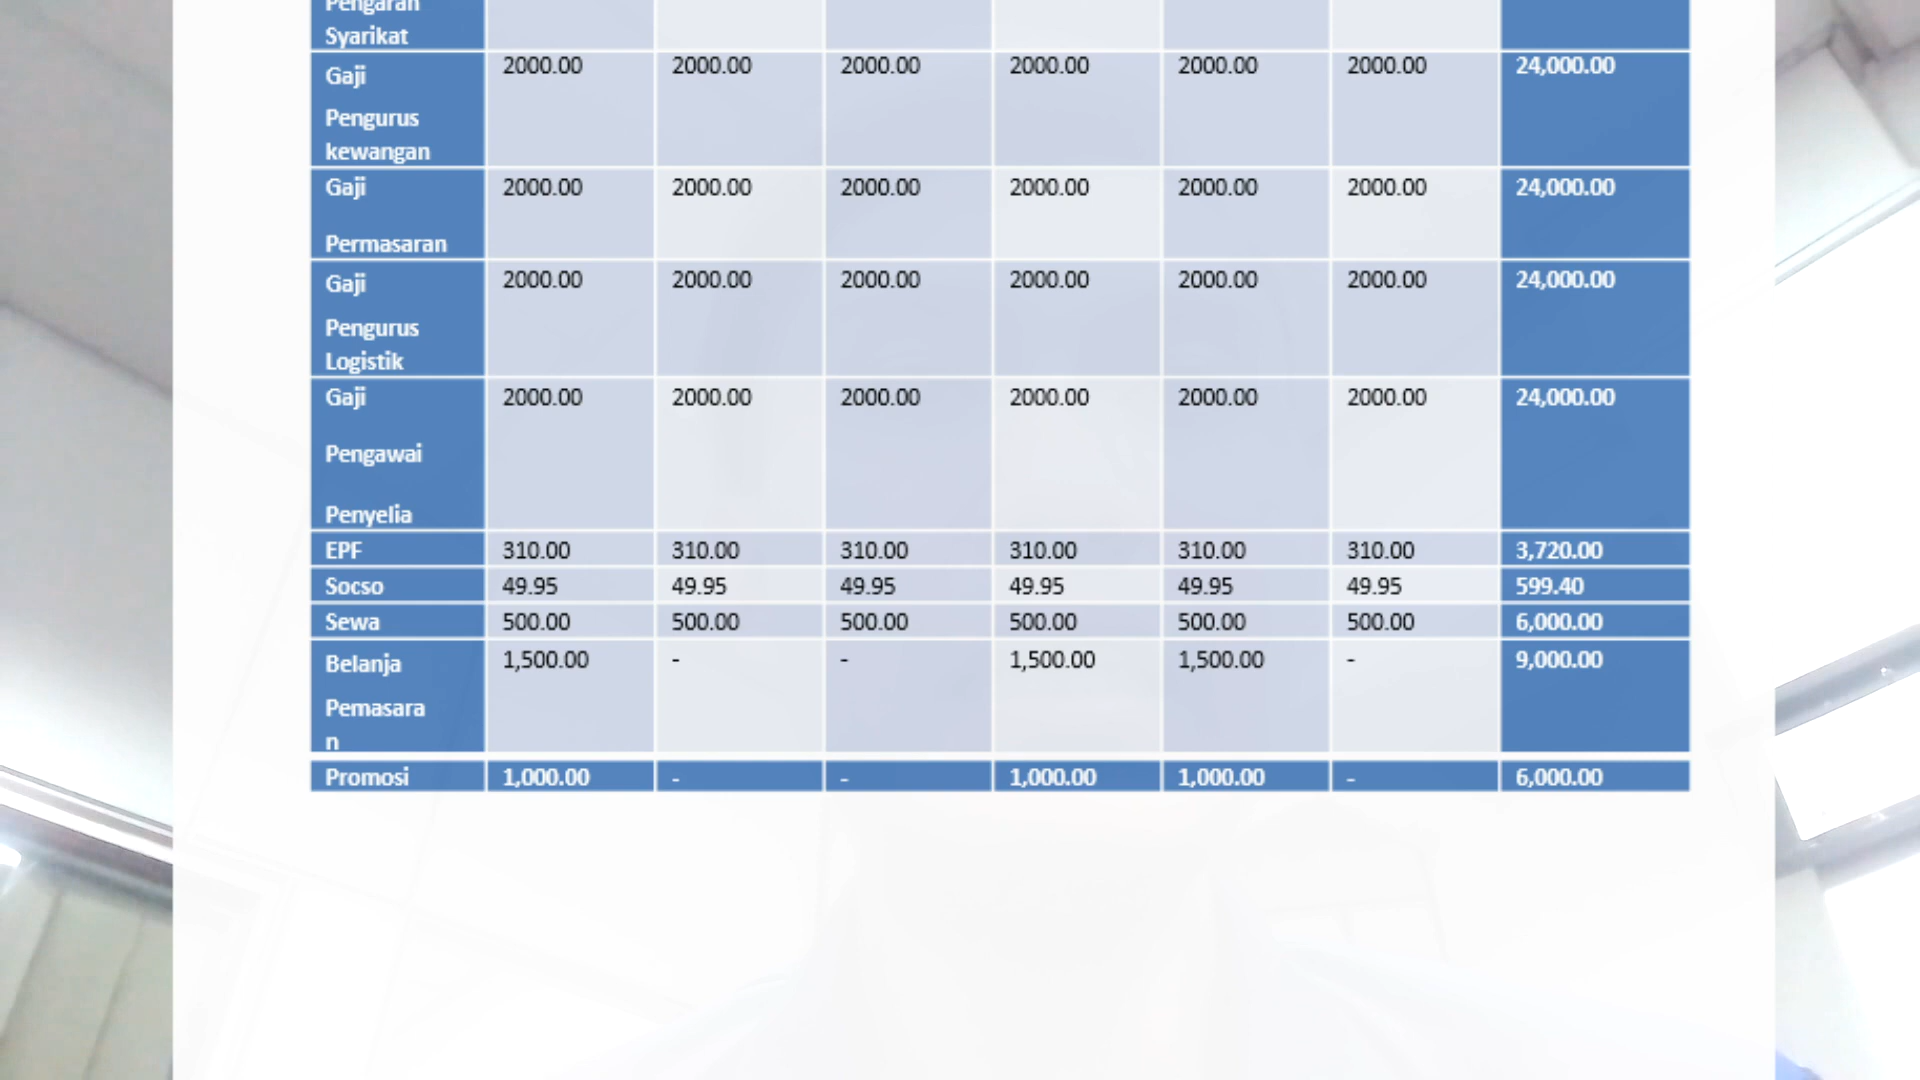 Pengarah
Syarikat
Gaji 2000.00 2000.00 2000.00 2000.00 2000.00 2000.00 24,000.00
Pengurus
kewangan
Gaji 2000.00 2000.00 2000.00 2000.00 2000.00 2000.00 24,000.00
Permasaran
Gaji 2000.00 2000.00 2000.00 2000.00 2000.00 2000.00 24,000.00
Pengurus
Logistik
Gaji 2000.00 2000.00 2000.00 2000.00 2000.00 2000.00 24,000.00
Pengawai
Penyelia
EPF 310.00 310.00 310.00 310.00 310.00 310.00 3,720.00
Socso 49.95 49.95 49.95 49.95 49.95 49.95 599.40
Sewa 500.00 500.00 500.00 500.00 500.00 500.00 6,000.00
Belanja 1,500.00 - - 1,500.00 1,500.00 - 9,000.00
Pemasara
n
Promosi 1,000.00 - - 1,000.00 1,000.00 - 6,000.00